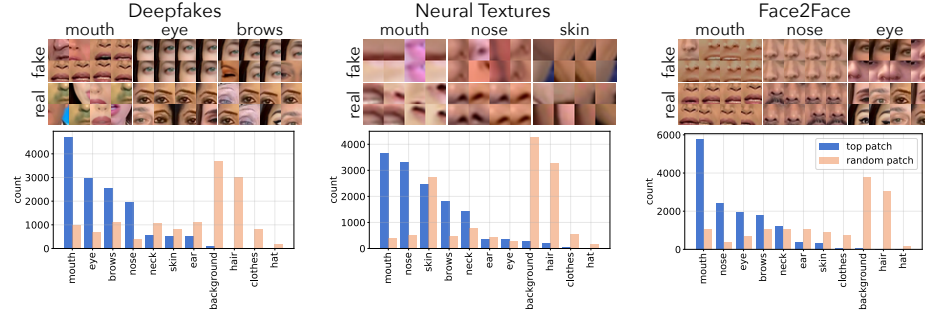 Deepfakes
mouth eye brows
fake
real
4000
3000
2000
1000
0
count
mouth
eye
brows
nose
neck
skin
ear
background
hair
clothes
hat
Neural Textures
mouth nose skin
fake
real
4000
3000
2000
1000
0
count
mouth
nose
skin
brows
neck
ear
eye
background
hair
clothes
hat
Face2Face
mouth nose eye
fake
real
6000
4000
2000
0
count
top patch
random patch
mouth
nose
eye
brows
neck
ear
skin
clothes
background
hair
hat